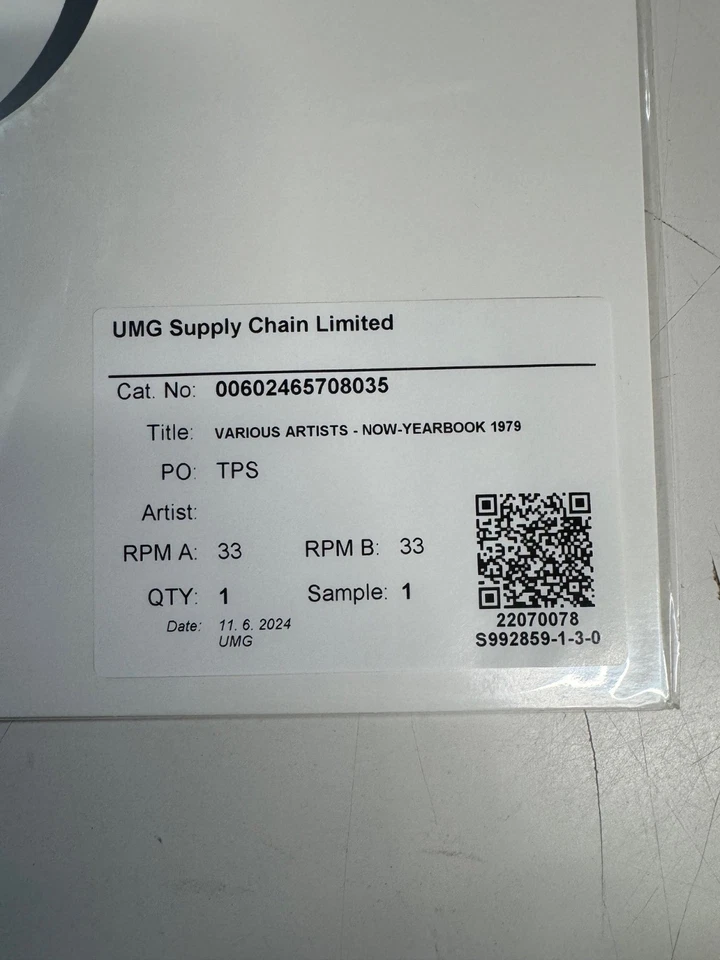 UMG Supply Chain Limited
Cat. No: 00602465708035
Title: VARIOUS ARTISTS - NOW-YEARBOOK 1979
PO: TPS
Artist:
RPM A: 33 RPM B: 33
QTY: 1 Sample: 1
Date: 11. 6. 2024
UMG
22070078
S992859-1-3-0